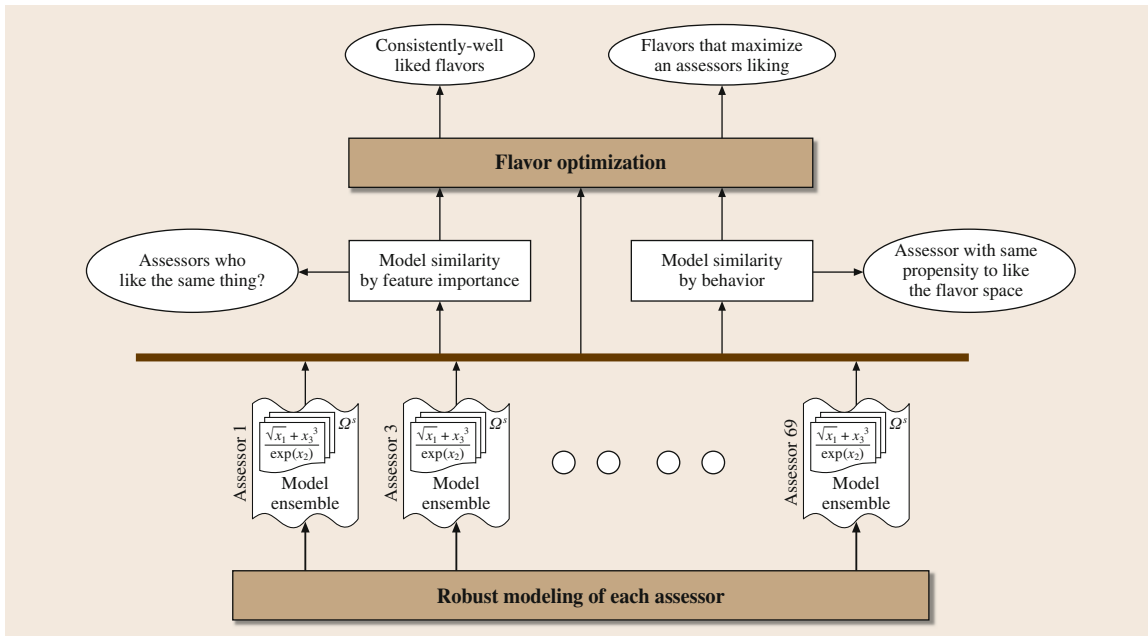 Consistently-well
liked flavors
Flavors that maximize
an assessors liking
Flavor optimization
Assessors who
like the same thing?
Model similarity
by feature importance
Model similarity
by behavior
Assessor with same
propensity to like
the flavor space
Assessor 1
Ωˢ
√x₁ + x₃³
exp(x₂)
Model
ensemble
Assessor 3
Ωˢ
√x₁ + x₃³
exp(x₂)
Model
ensemble
Assessor 69
Ωˢ
√x₁ + x₃³
exp(x₂)
Model
ensemble
Robust modeling of each assessor